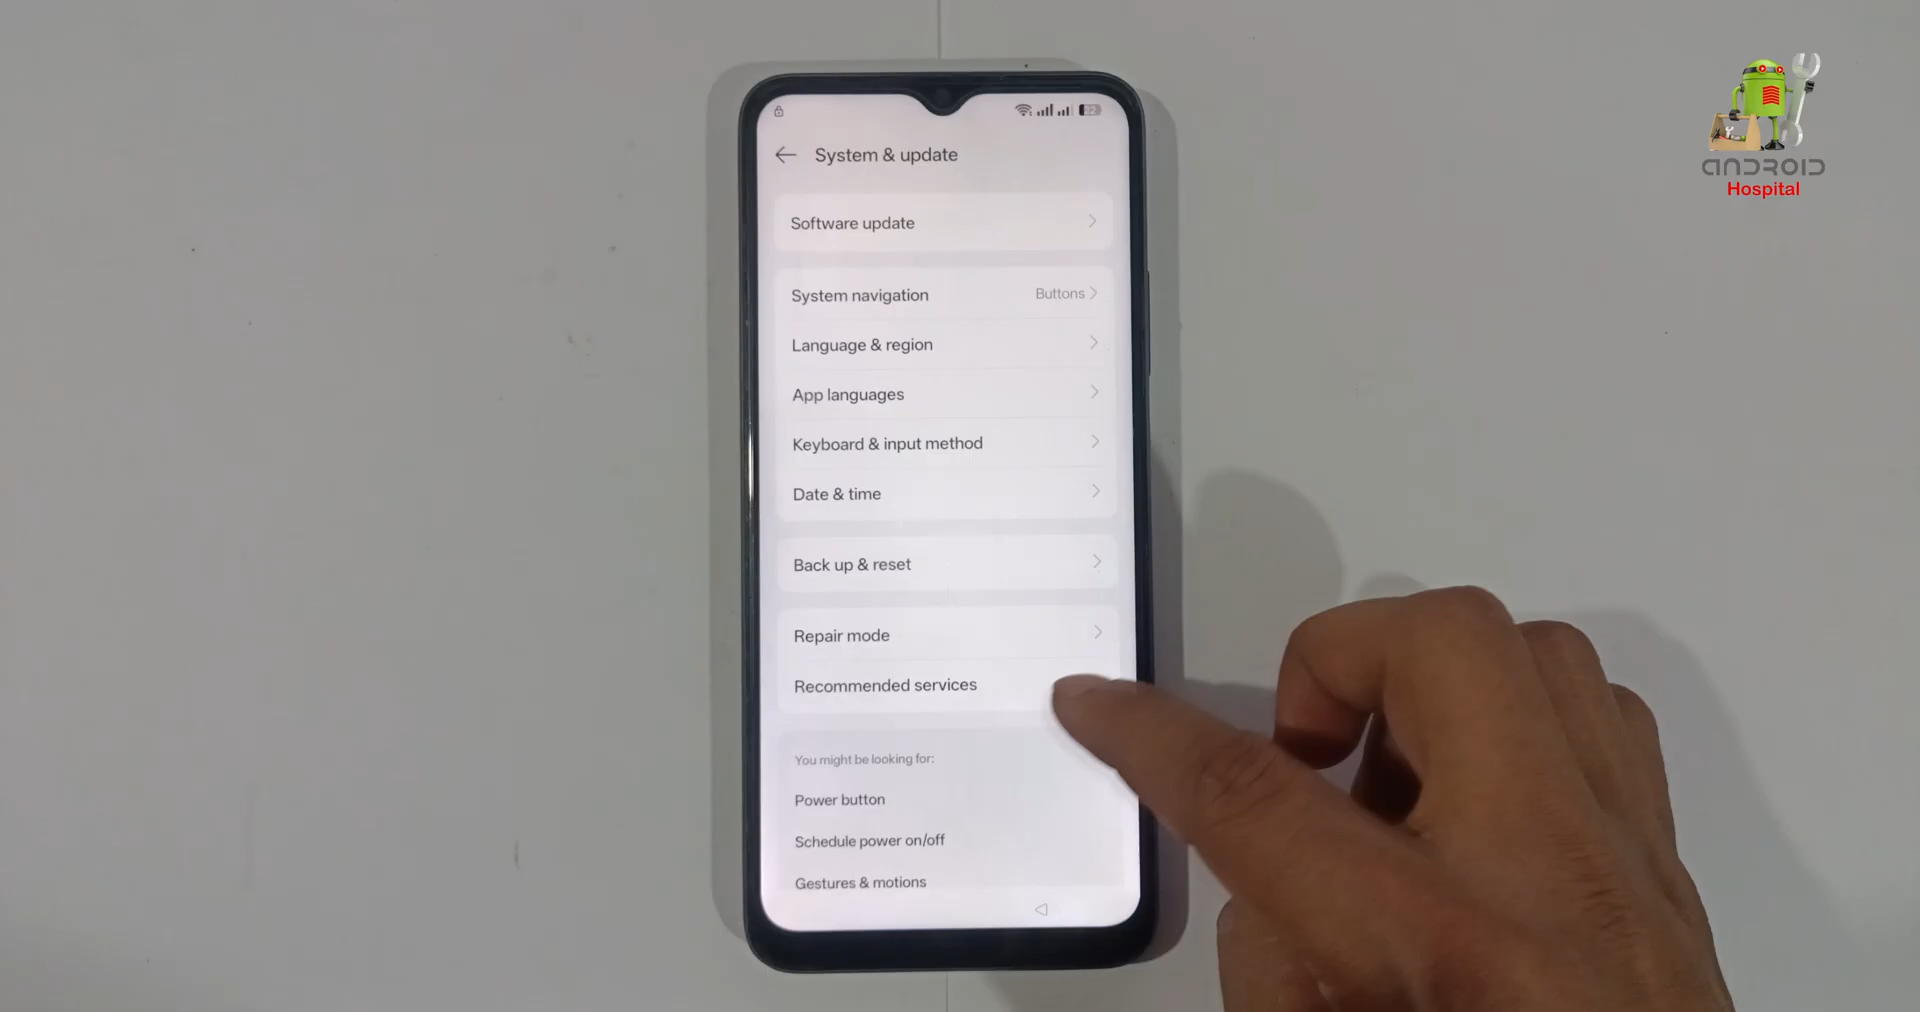 System & update
Software update
System navigation Buttons
Language & region
App languages
Keyboard & input method
Date & time
Back up & reset
Repair mode
Recommended services
You might be looking for:
Power button
Schedule power on/off
Gestures & motions
ANDROID
Hospital